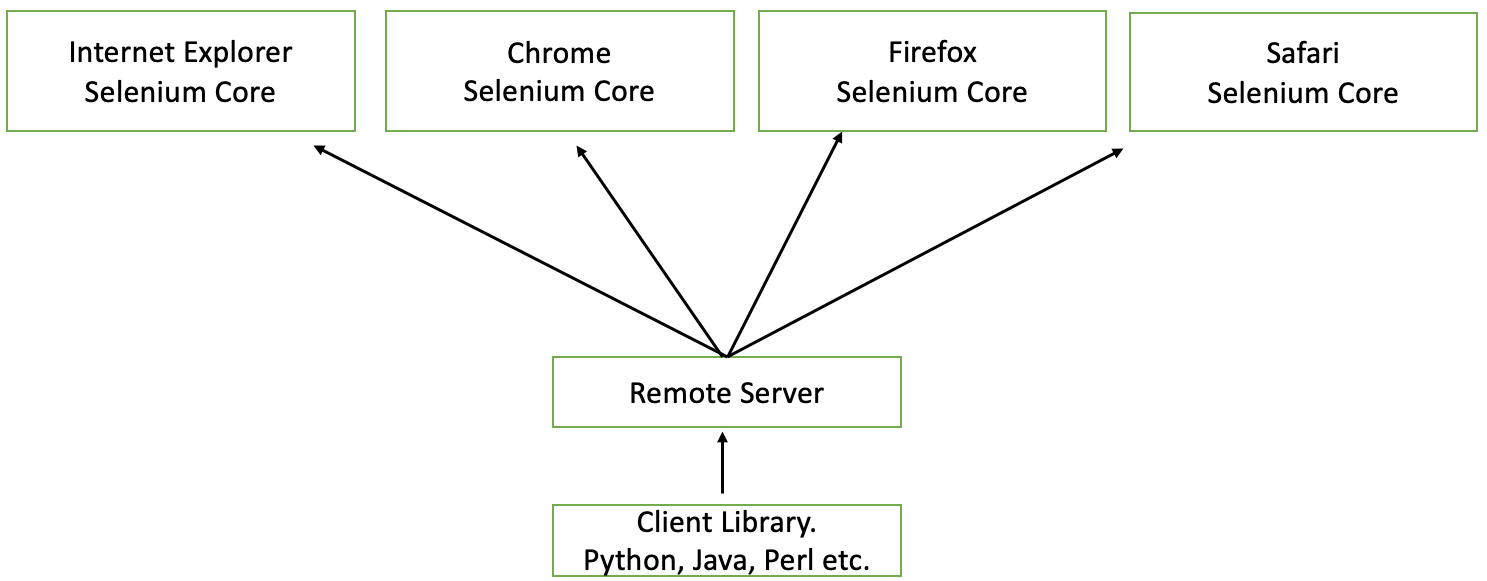 Internet Explorer
Selenium Core
Chrome
Selenium Core
Firefox
Selenium Core
Safari
Selenium Core
Remote Server
Client Library.
Python, Java, Perl etc.